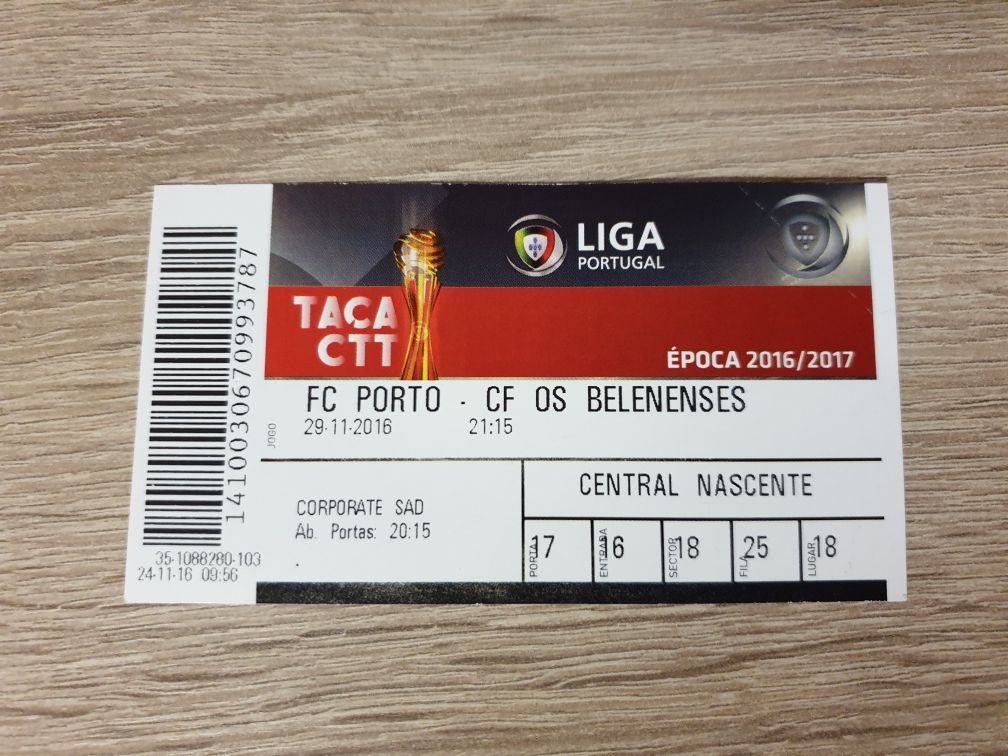 LIGA
PORTUGAL
TAÇA
CTT
ÉPOCA 2016/2017
JOGO
FC PORTO - CF OS BELENENSES
29-11-2016 21:15
CORPORATE SAD
Ab. Portas: 20:15
CENTRAL NASCENTE
PORTA 17
ENTRADA 6
SECTOR 18
FILA 25
LUGAR 18
1410030670993787
35-1088280-103
24-11-16 09:56